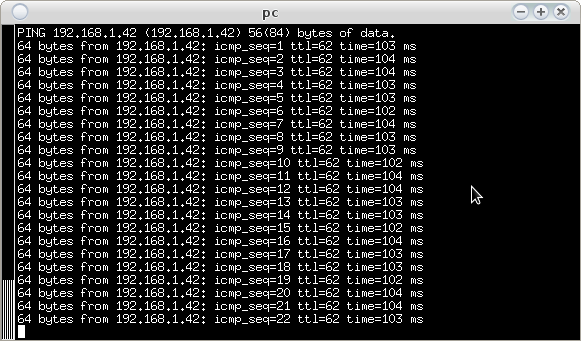 pc
PING 192.168.1.42 (192.168.1.42) 56(84) bytes of data.
64 bytes from 192.168.1.42: icmp_seq=1 ttl=62 time=103 ms
64 bytes from 192.168.1.42: icmp_seq=2 ttl=62 time=104 ms
64 bytes from 192.168.1.42: icmp_seq=3 ttl=62 time=103 ms
64 bytes from 192.168.1.42: icmp_seq=4 ttl=62 time=104 ms
64 bytes from 192.168.1.42: icmp_seq=5 ttl=62 time=103 ms
64 bytes from 192.168.1.42: icmp_seq=6 ttl=62 time=102 ms
64 bytes from 192.168.1.42: icmp_seq=7 ttl=62 time=104 ms
64 bytes from 192.168.1.42: icmp_seq=8 ttl=62 time=103 ms
64 bytes from 192.168.1.42: icmp_seq=9 ttl=62 time=103 ms
64 bytes from 192.168.1.42: icmp_seq=10 ttl=62 time=102 ms
64 bytes from 192.168.1.42: icmp_seq=11 ttl=62 time=104 ms
64 bytes from 192.168.1.42: icmp_seq=12 ttl=62 time=104 ms
64 bytes from 192.168.1.42: icmp_seq=13 ttl=62 time=103 ms
64 bytes from 192.168.1.42: icmp_seq=14 ttl=62 time=103 ms
64 bytes from 192.168.1.42: icmp_seq=15 ttl=62 time=102 ms
64 bytes from 192.168.1.42: icmp_seq=16 ttl=62 time=104 ms
64 bytes from 192.168.1.42: icmp_seq=17 ttl=62 time=103 ms
64 bytes from 192.168.1.42: icmp_seq=18 ttl=62 time=103 ms
64 bytes from 192.168.1.42: icmp_seq=19 ttl=62 time=102 ms
64 bytes from 192.168.1.42: icmp_seq=20 ttl=62 time=104 ms
64 bytes from 192.168.1.42: icmp_seq=21 ttl=62 time=104 ms
64 bytes from 192.168.1.42: icmp_seq=22 ttl=62 time=103 ms